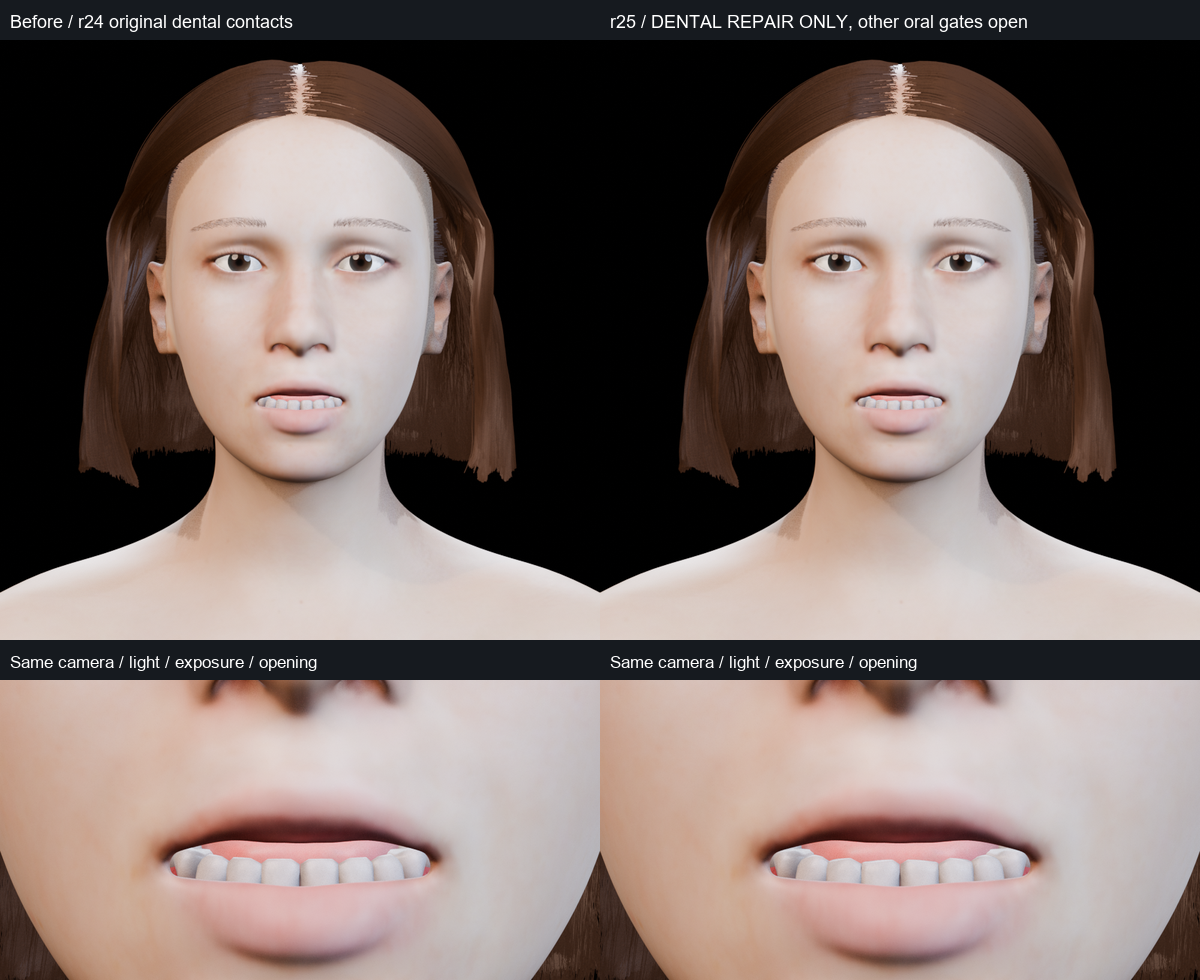 Before / r24 original dental contacts
r25 / DENTAL REPAIR ONLY, other oral gates open
Same camera / light / exposure / opening
Same camera / light / exposure / opening